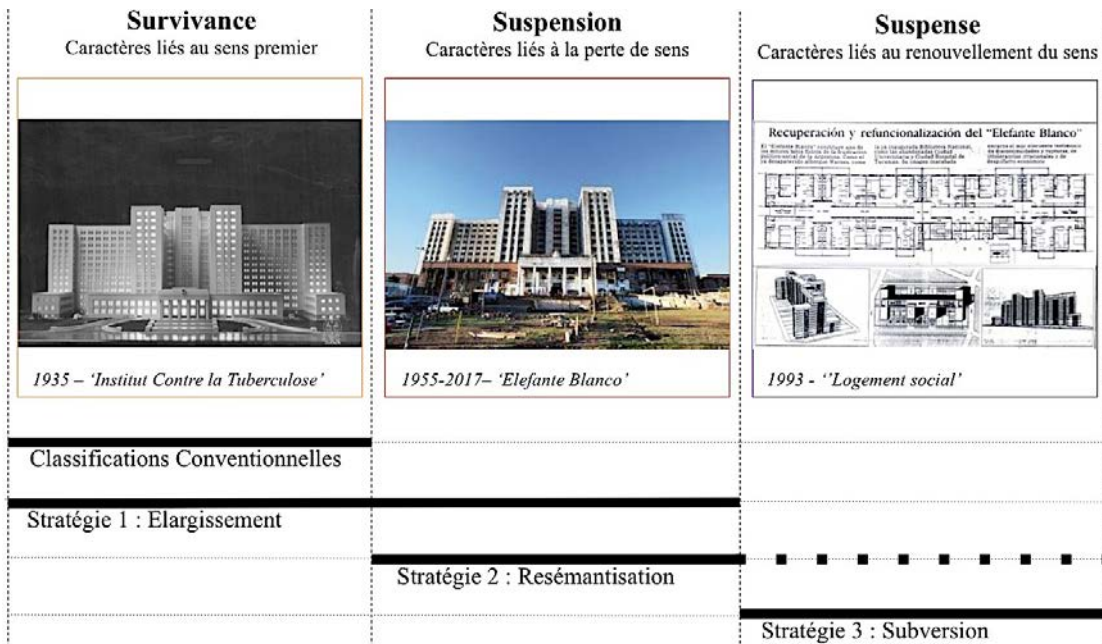 Survivance
Caractères liés au sens premier
Suspension
Caractères liés à la perte de sens
Suspense
Caractères liés au renouvellement du sens
Recuperación y refuncionalización del "Elefante Blanco"
1935 – 'Institut Contre la Tuberculose'
1955-2017– 'Elefante Blanco'
1993 - ''Logement social'
Classifications Conventionnelles
Stratégie 1 : Elargissement
Stratégie 2 : Resémantisation
Stratégie 3 : Subversion